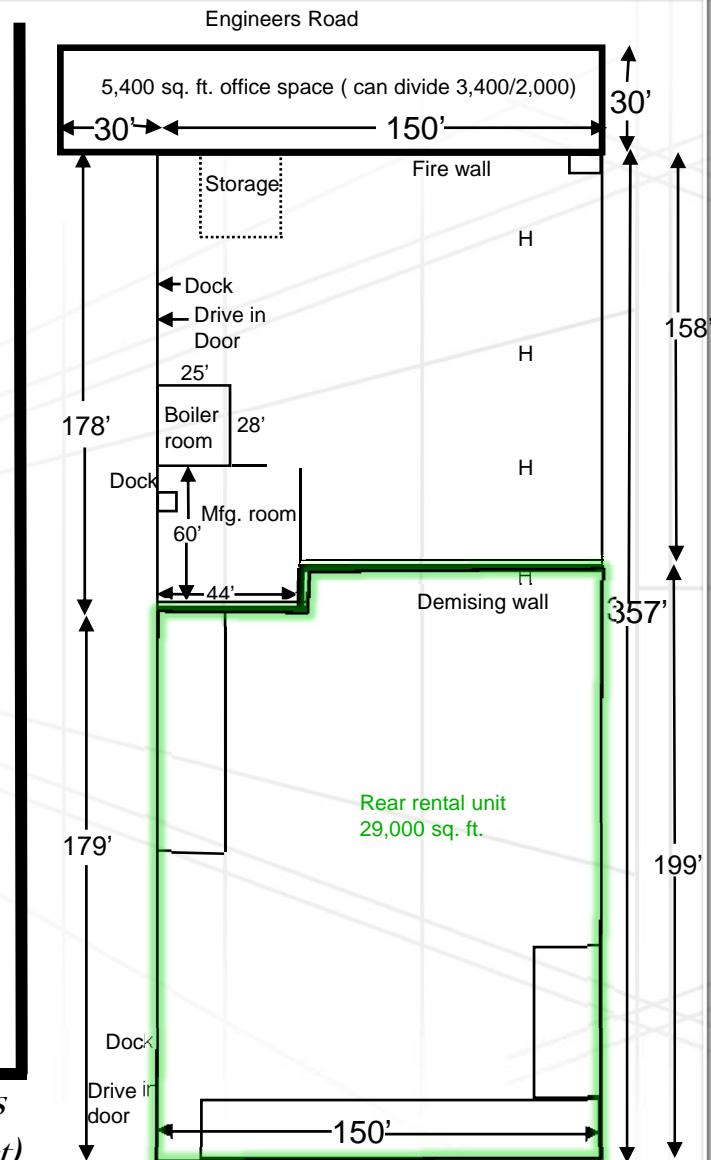 Engineers Road
5,400 sq. ft. office space ( can divide 3,400/2,000)
30’
30’
150’
Storage
Fire wall
H
Dock
Drive in
Door
158’
H
25’
Boiler
room
28’
178’
H
Dock
Mfg. room
60’
44’
H
Demising wall
357’
Rear rental unit
29,000 sq. ft.
179’
199’
Dock
Drive in
door
s
150’
t)